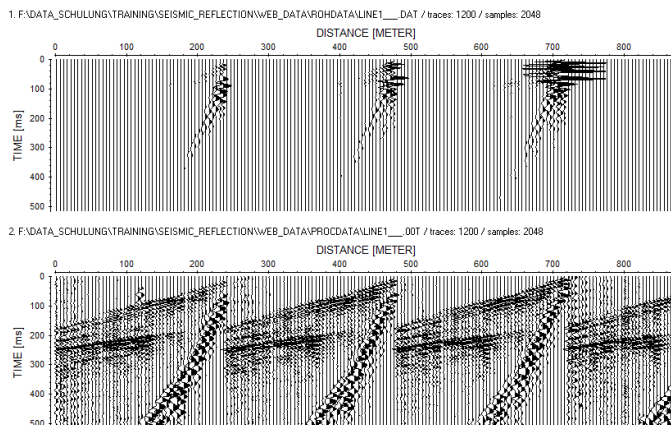 1. F:\DATA_SCHULUNG\TRAINING\SEISMIC_REFLECTION\WEB_DATA\ROHDATA\LINE1___.DAT / traces: 1200 / samples: 2048
DISTANCE [METER]
0 100 200 300 400 500 600 700 800
TIME [ms]
0
100
200
300
400
500
2. F:\DATA_SCHULUNG\TRAINING\SEISMIC_REFLECTION\WEB_DATA\PROCDATA\LINE1___.00T / traces: 1200 / samples: 2048
DISTANCE [METER]
0 100 200 300 400 500 600 700 800
TIME [ms]
0
100
200
300
400
500